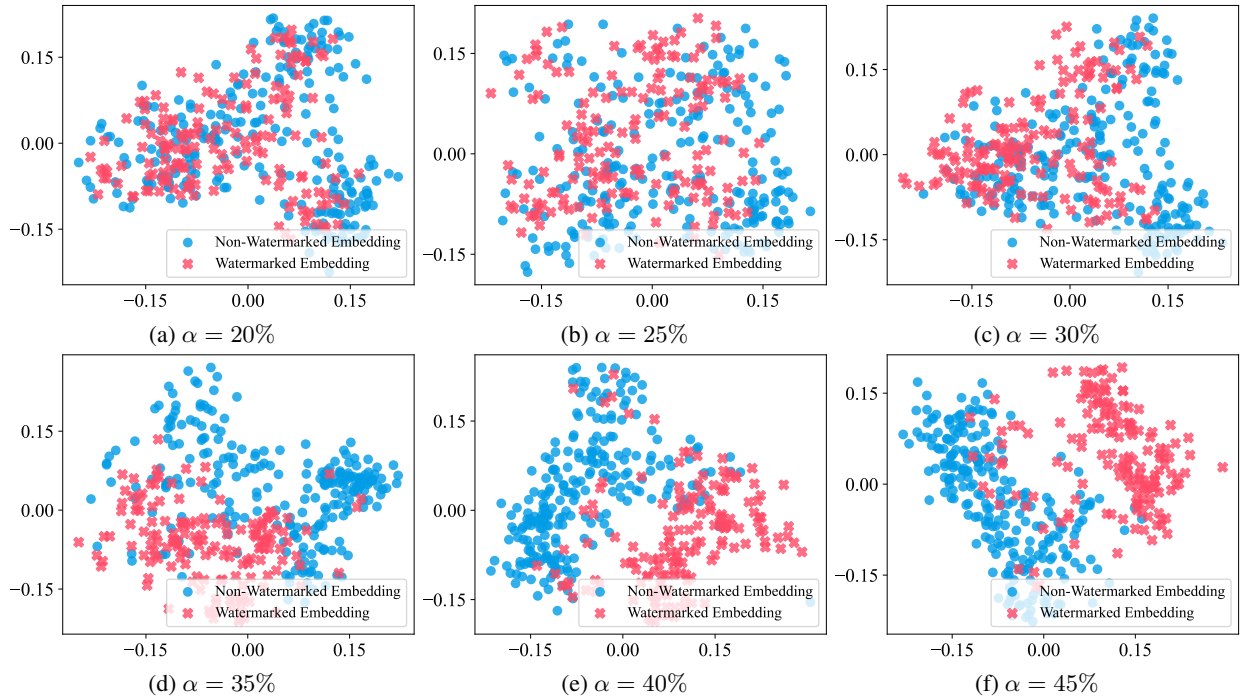 0.15
0.00
−0.15
Non-Watermarked Embedding
Watermarked Embedding
−0.15 0.00 0.15
(a) α = 20%
0.15
0.00
−0.15
Non-Watermarked Embedding
Watermarked Embedding
−0.15 0.00 0.15
(b) α = 25%
0.15
0.00
−0.15
Non-Watermarked Embedding
Watermarked Embedding
−0.15 0.00 0.15
(c) α = 30%
0.15
0.00
−0.15
Non-Watermarked Embedding
Watermarked Embedding
−0.15 0.00 0.15
(d) α = 35%
0.15
0.00
−0.15
Non-Watermarked Embedding
Watermarked Embedding
−0.15 0.00 0.15
(e) α = 40%
0.15
0.00
−0.15
Non-Watermarked Embedding
Watermarked Embedding
−0.15 0.00 0.15
(f) α = 45%